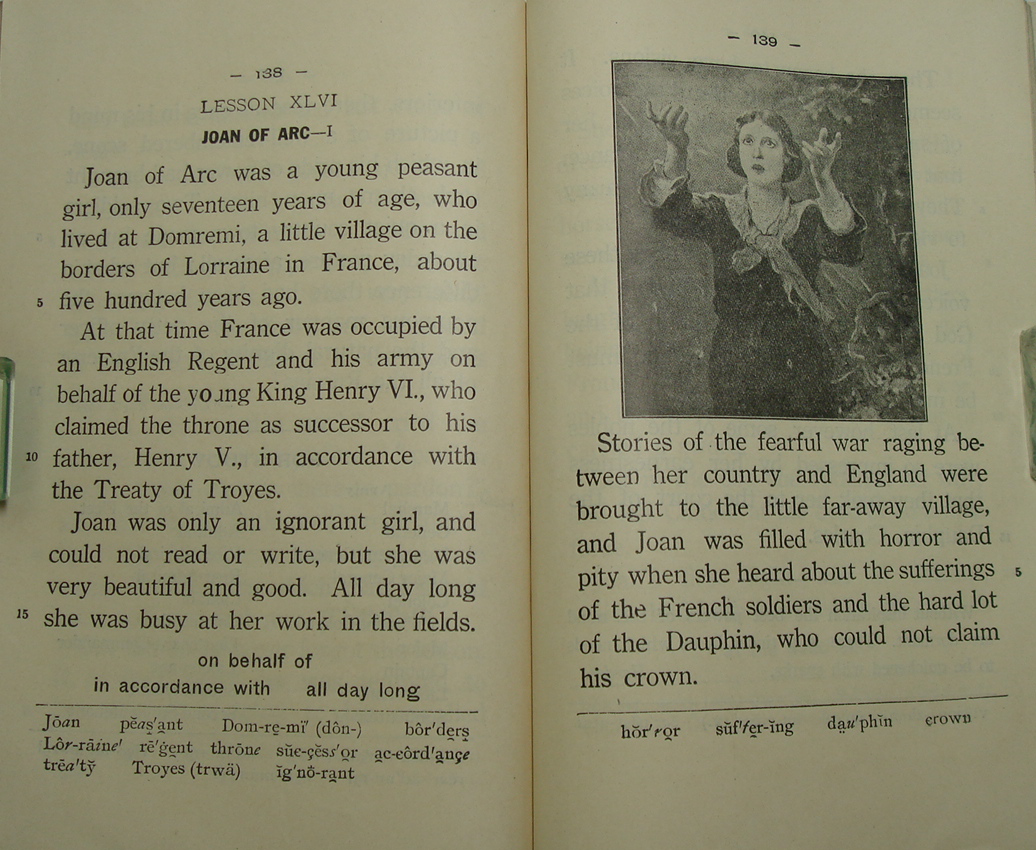 — 138 —
LESSON XLVI
JOAN OF ARC—I
Joan of Arc was a young peasant
girl, only seventeen years of age, who
lived at Domremi, a little village on the
borders of Lorraine in France, about
5 five hundred years ago.
At that time France was occupied by
an English Regent and his army on
behalf of the young King Henry VI., who
claimed the throne as successor to his
10 father, Henry V., in accordance with
the Treaty of Troyes.
Joan was only an ignorant girl, and
could not read or write, but she was
very beautiful and good. All day long
15 she was busy at her work in the fields.
on behalf of
in accordance with all day long
Jōan pĕaṣ'ant Dom-re-mï' (dôn-) bôr'dẽrṣ
Lôr-rāine' rē'ġent thrōne sŭc-çĕss'or ac-côrd'ançe
trēa'tỹ Troyes (trwä) ĭg'nō-rant
— 139 —
Stories of the fearful war raging be-
tween her country and England were
brought to the little far-away village,
and Joan was filled with horror and
pity when she heard about the sufferings 5
of the French soldiers and the hard lot
of the Dauphin, who could not claim
his crown.
hŏr'ror sŭf'fer-ĭng dau'phĭn crown